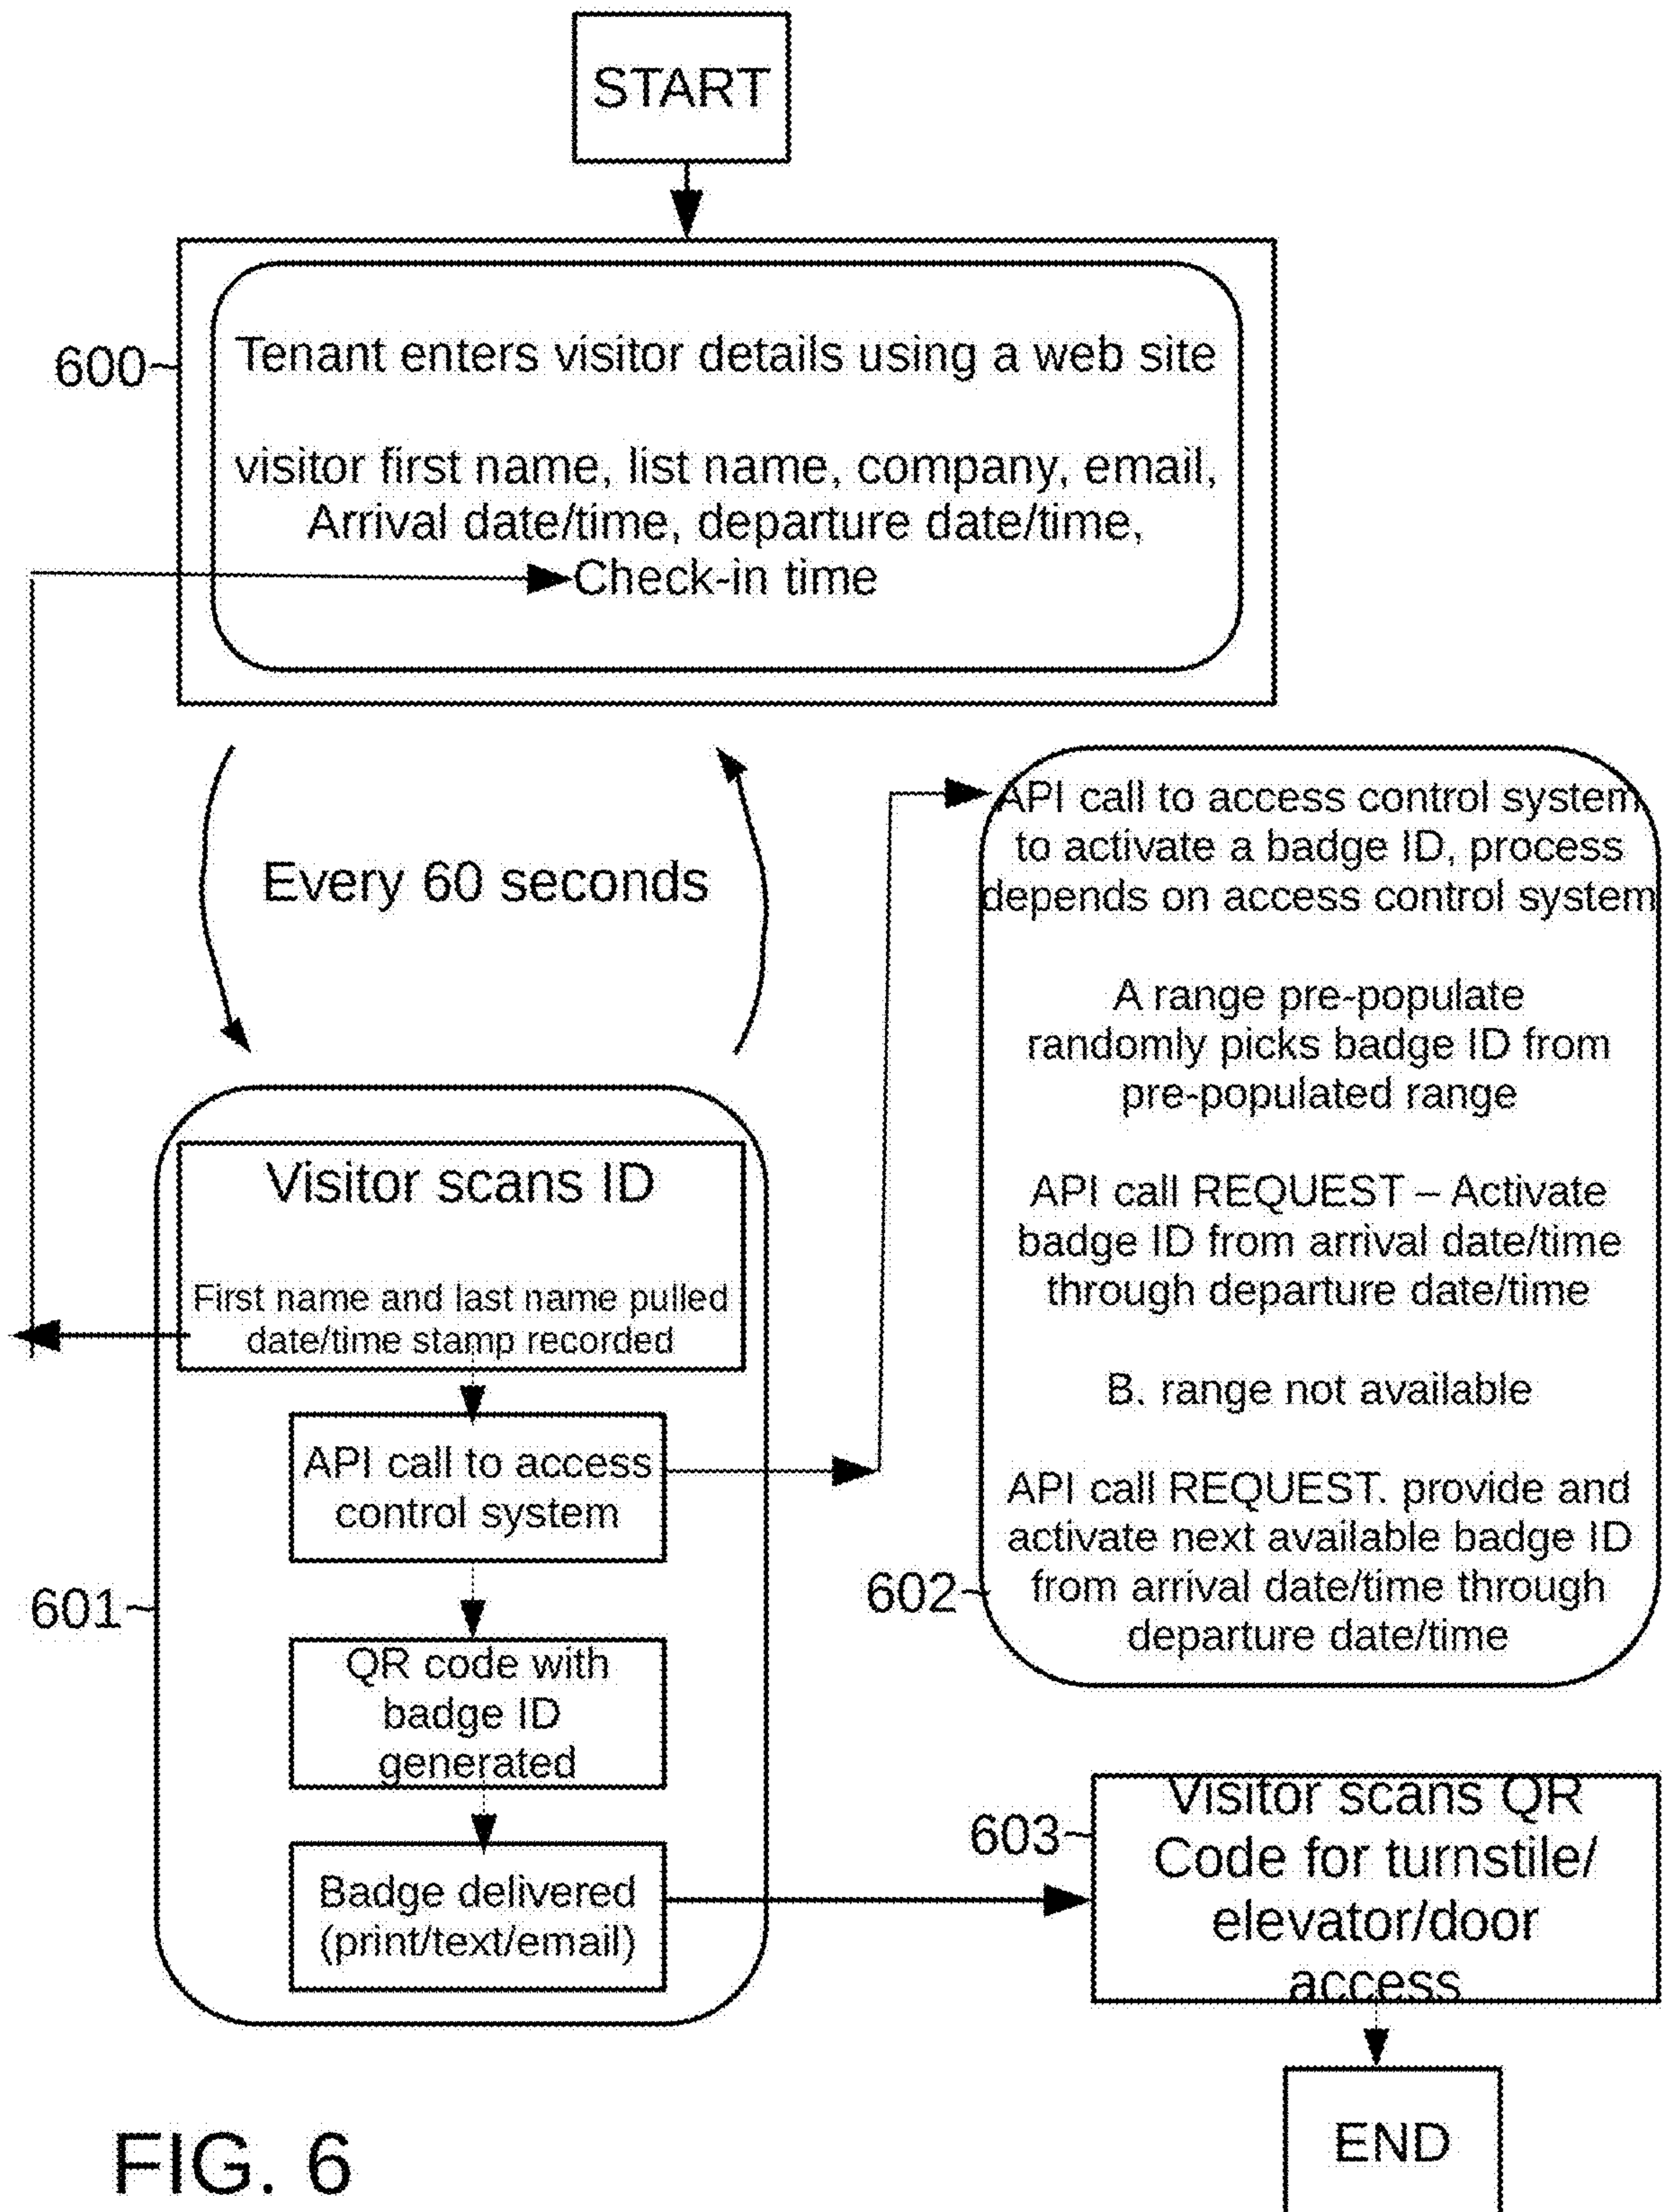 START
600
Tenant enters visitor details using a web site
visitor first name, list name, company, email,
Arrival date/time, departure date/time,
Check-in time
Every 60 seconds
API call to access control system
to activate a badge ID, process
depends on access control system
A range pre-populate
randomly picks badge ID from
pre-populated range
API call REQUEST – Activate
badge ID from arrival date/time
through departure date/time
B. range not available
API call REQUEST. provide and
activate next available badge ID
from arrival date/time through
departure date/time
602
Visitor scans ID
First name and last name pulled
date/time stamp recorded
API call to access
control system
601
QR code with
badge ID
generated
Badge delivered
(print/text/email)
603
Visitor scans QR
Code for turnstile/
elevator/door
access
END
FIG. 6